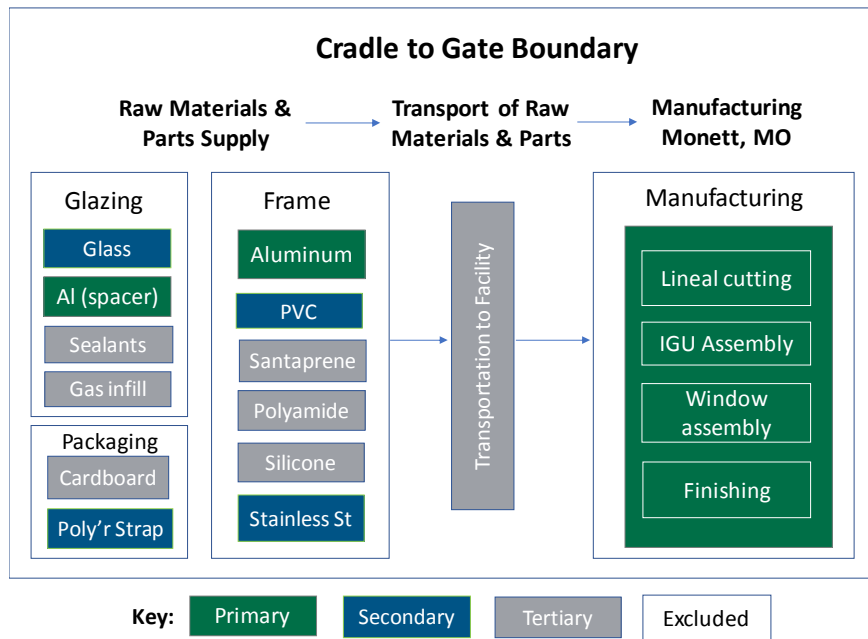 Cradle to Gate Boundary
Raw Materials &
Parts Supply
Transport of Raw
Materials & Parts
Manufacturing
Monett, MO
Glazing
Glass
Al (spacer)
Sealants
Gas infill
Packaging
Cardboard
Poly'r Strap
Frame
Aluminum
PVC
Santaprene
Polyamide
Silicone
Stainless St
Transportation to Facility
Manufacturing
Lineal cutting
IGU Assembly
Window
assembly
Finishing
Key:
Primary
Secondary
Tertiary
Excluded